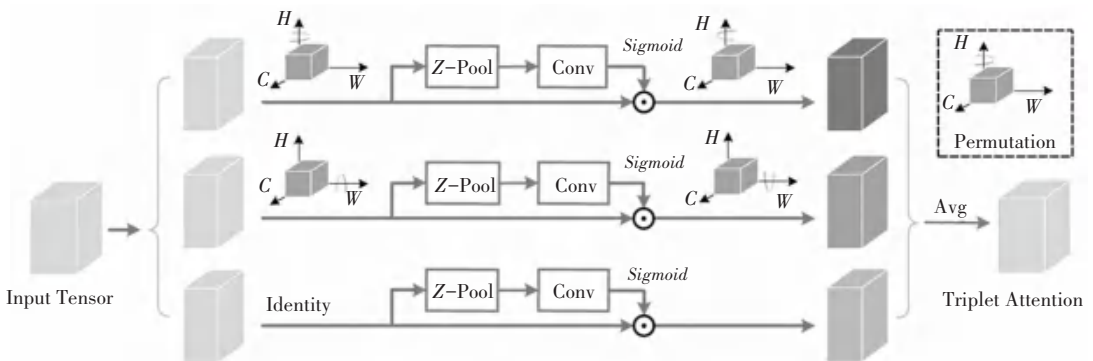 H
C
W
Z-Pool
Conv
Sigmoid
H
C
W
H
C
W
Permutation
H
C
W
Z-Pool
Conv
Sigmoid
H
C
W
Avg
Input Tensor
Identity
Z-Pool
Conv
Sigmoid
Triplet Attention